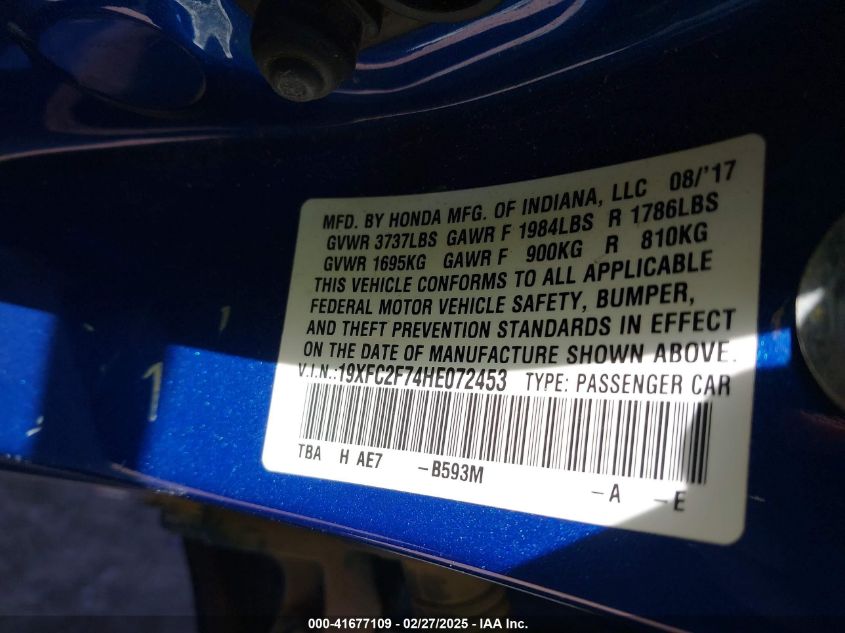 MFD. BY HONDA MFG. OF INDIANA, LLC 08/'17
GVWR 3737LBS GAWR F 1984LBS R 1786LBS
GVWR 1695KG GAWR F 900KG R 810KG
THIS VEHICLE CONFORMS TO ALL APPLICABLE
FEDERAL MOTOR VEHICLE SAFETY, BUMPER,
AND THEFT PREVENTION STANDARDS IN EFFECT
ON THE DATE OF MANUFACTURE SHOWN ABOVE.
V.I.N.:19XFC2F74HE072453 TYPE: PASSENGER CAR
TBA H AE7 -B593M -A -E
000-41677109 - 02/27/2025 - IAA Inc.